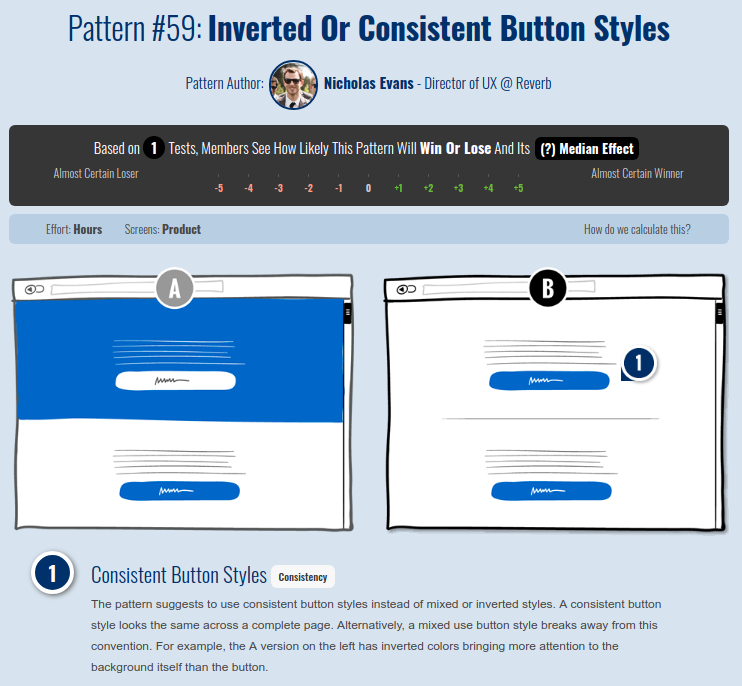 Pattern #59: Inverted Or Consistent Button Styles
Pattern Author: Nicholas Evans - Director of UX @ Reverb
Based on 1 Tests, Members See How Likely This Pattern Will Win Or Lose And Its (?) Median Effect
Almost Certain Loser -5 -4 -3 -2 -1 0 +1 +2 +3 +4 +5 Almost Certain Winner
Effort: Hours Screens: Product How do we calculate this?
A B
1
1 Consistent Button Styles Consistency
The pattern suggests to use consistent button styles instead of mixed or inverted styles. A consistent button
style looks the same across a complete page. Alternatively, a mixed use button style breaks away from this
convention. For example, the A version on the left has inverted colors bringing more attention to the
background itself than the button.